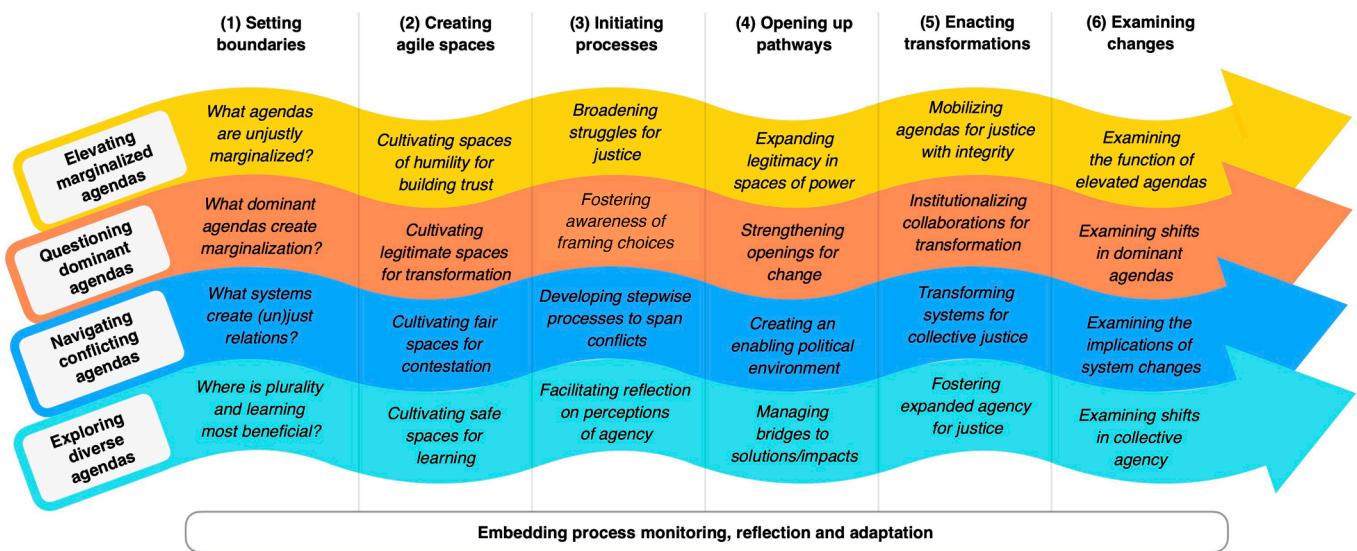 (1) Setting
boundaries
(2) Creating
agile spaces
(3) Initiating
processes
(4) Opening up
pathways
(5) Enacting
transformations
(6) Examining
changes
Elevating
marginalized
agendas
What agendas
are unjustly
marginalized?
Cultivating spaces
of humility for
building trust
Broadening
struggles for
justice
Expanding
legitimacy in
spaces of power
Mobilizing
agendas for justice
with integrity
Examining
the function of
elevated agendas
Questioning
dominant
agendas
What dominant
agendas create
marginalization?
Cultivating
legitimate spaces
for transformation
Fostering
awareness of
framing choices
Strengthening
openings for
change
Institutionalizing
collaborations for
transformation
Examining shifts
in dominant
agendas
Navigating
conflicting
agendas
What systems
create (un)just
relations?
Cultivating fair
spaces for
contestation
Developing stepwise
processes to span
conflicts
Creating an
enabling political
environment
Transforming
systems for
collective justice
Examining the
implications of
system changes
Exploring
diverse
agendas
Where is plurality
and learning
most beneficial?
Cultivating safe
spaces for
learning
Facilitating reflection
on perceptions
of agency
Managing
bridges to
solutions/impacts
Fostering
expanded agency
for justice
Examining shifts
in collective
agency
Embedding process monitoring, reflection and adaptation